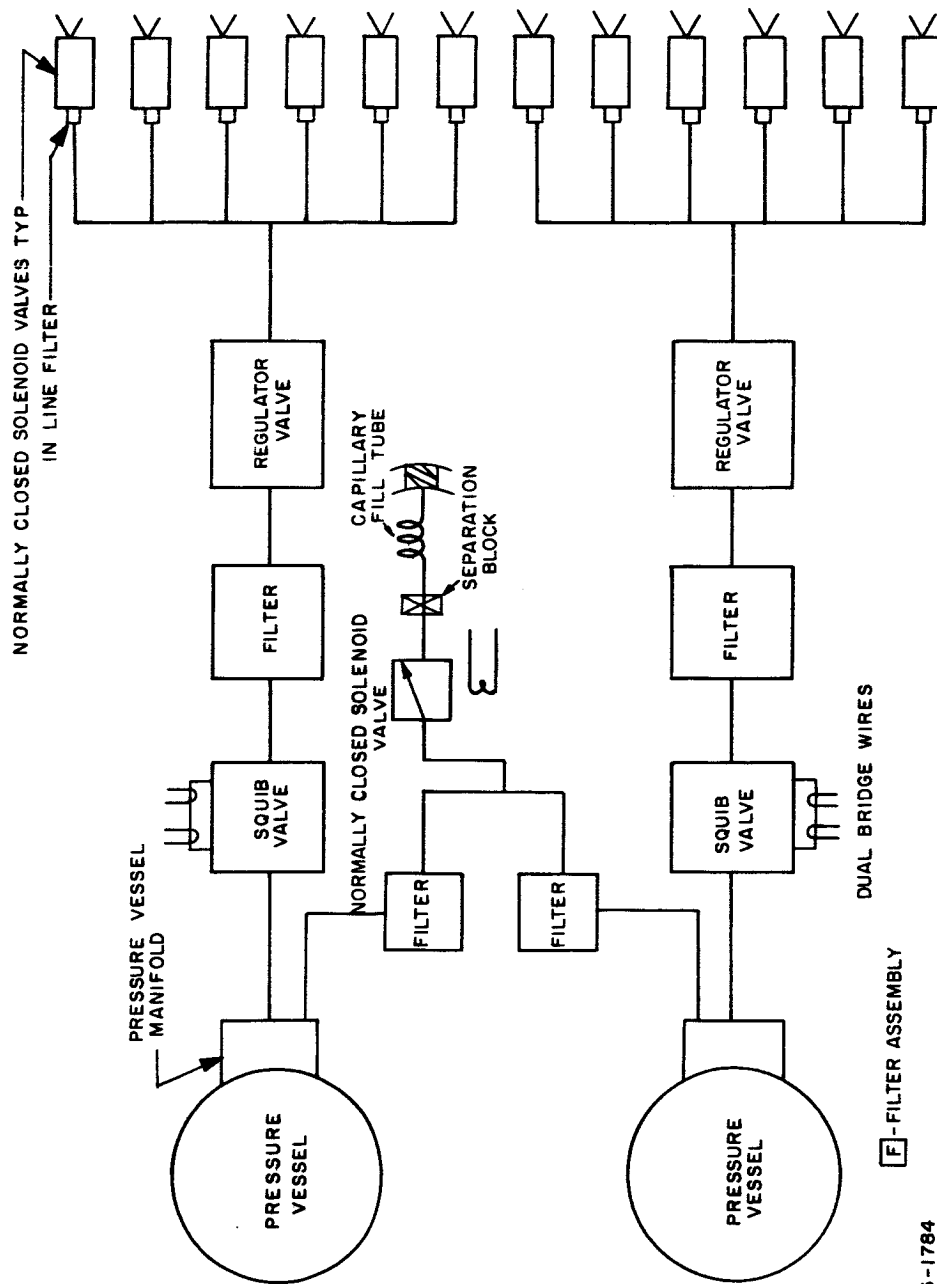 NORMALLY CLOSED SOLENOID VALVES TYP
IN LINE FILTER
REGULATOR
VALVE
FILTER
SQUIB
VALVE
PRESSURE VESSEL
MANIFOLD
PRESSURE
VESSEL
CAPILLARY
FILL TUBE
SEPARATION
BLOCK
NORMALLY CLOSED SOLENOID
VALVE
FILTER
FILTER
REGULATOR
VALVE
FILTER
SQUIB
VALVE
DUAL BRIDGE WIRES
PRESSURE
VESSEL
F - FILTER ASSEMBLY
-1784